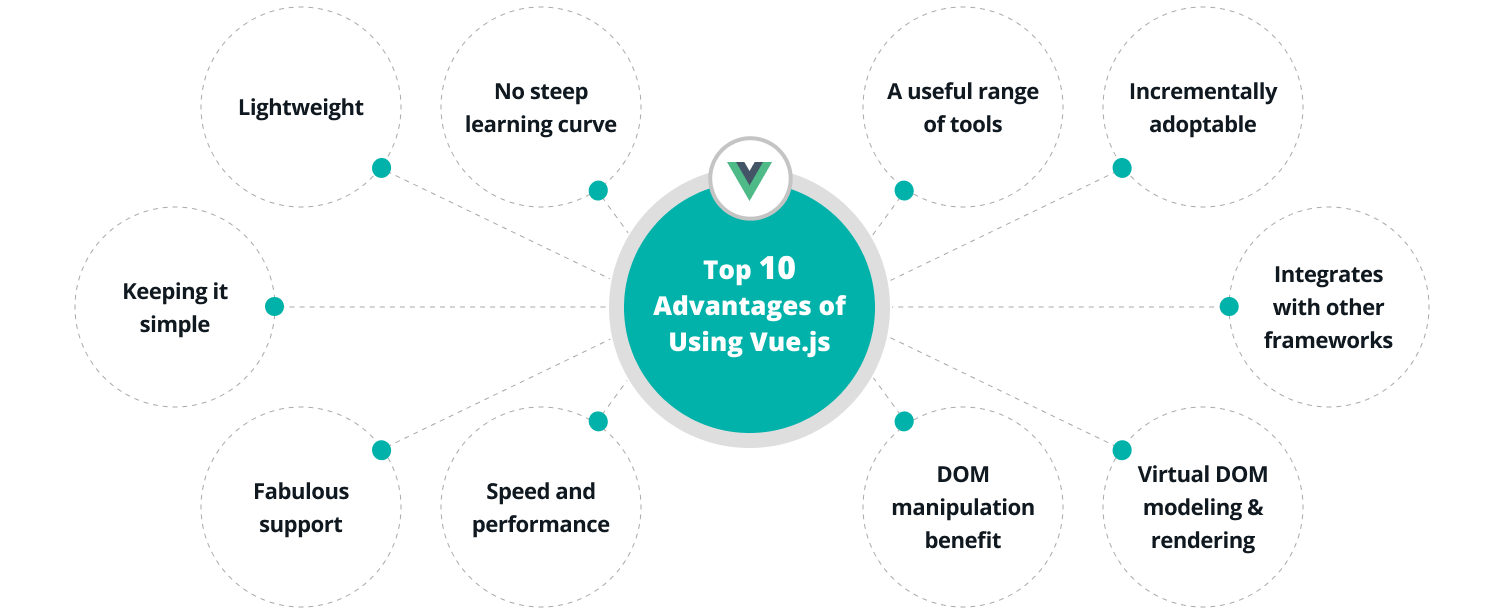 Lightweight
No steep
learning curve
A useful range
of tools
Incrementally
adoptable
Keeping it
simple
Top 10
Advantages of
Using Vue.js
Integrates
with other
frameworks
Fabulous
support
Speed and
performance
DOM
manipulation
benefit
Virtual DOM
modeling &
rendering